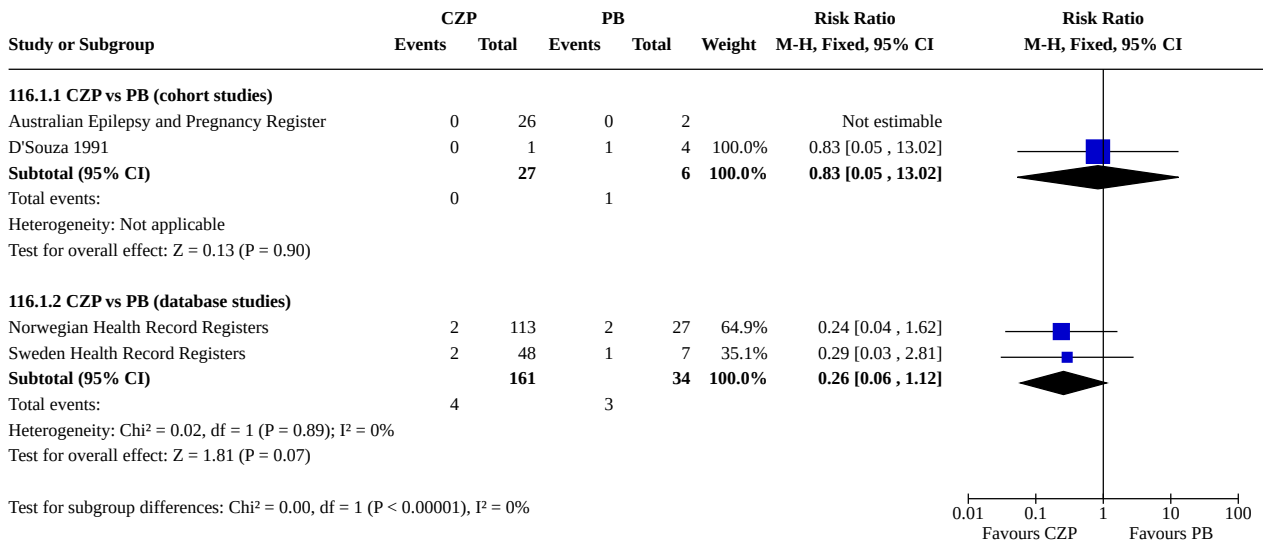 CZP PB Risk Ratio Risk Ratio
Study or Subgroup Events Total Events Total Weight M-H, Fixed, 95% CI M-H, Fixed, 95% CI
116.1.1 CZP vs PB (cohort studies)
Australian Epilepsy and Pregnancy Register 0 26 0 2 Not estimable
D'Souza 1991 0 1 1 4 100.0% 0.83 [0.05 , 13.02]
Subtotal (95% CI) 27 6 100.0% 0.83 [0.05 , 13.02]
Total events: 0 1
Heterogeneity: Not applicable
Test for overall effect: Z = 0.13 (P = 0.90)
116.1.2 CZP vs PB (database studies)
Norwegian Health Record Registers 2 113 2 27 64.9% 0.24 [0.04 , 1.62]
Sweden Health Record Registers 2 48 1 7 35.1% 0.29 [0.03 , 2.81]
Subtotal (95% CI) 161 34 100.0% 0.26 [0.06 , 1.12]
Total events: 4 3
Heterogeneity: Chi² = 0.02, df = 1 (P = 0.89); I² = 0%
Test for overall effect: Z = 1.81 (P = 0.07)
Test for subgroup differences: Chi² = 0.00, df = 1 (P < 0.00001), I² = 0%
0.01 0.1 1 10 100
Favours CZP Favours PB